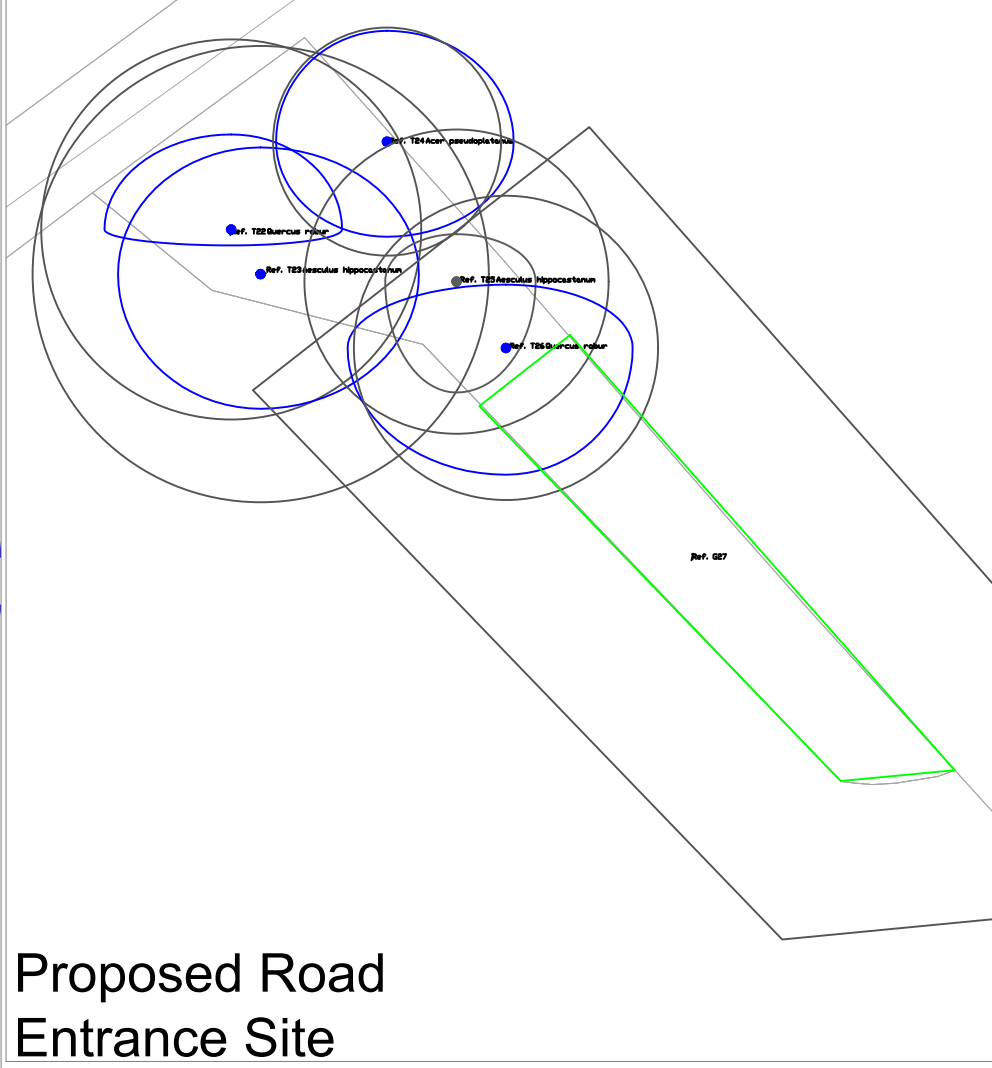 Ref. T24 Acer pseudoplatanus
Ref. T22 Quercus robur
Ref. T23 aesculus hippocastanum
Ref. T25 Aesculus hippocastanum
Ref. T26 Quercus robur
Ref. G27
Proposed Road
Entrance Site